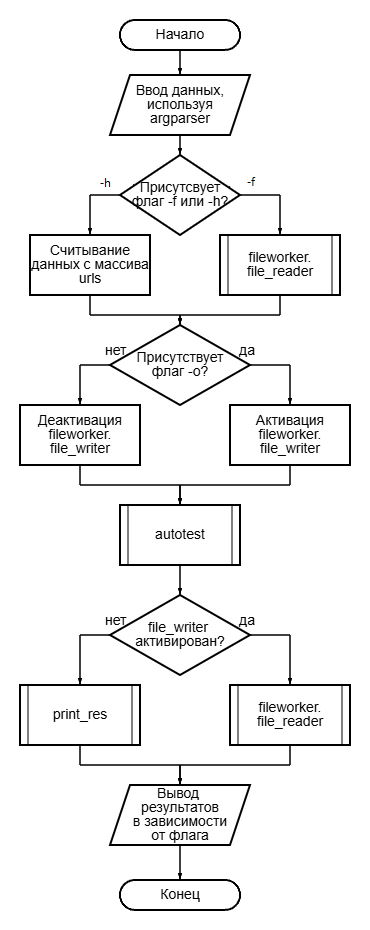 Начало
Ввод данных,
используя
argparser
Присутсвует
флаг -f или -h?
-h
-f
Считывание
данных с массива
urls
fileworker.
file_reader
Присутствует
флаг -o?
нет
да
Деактивация
fileworker.
file_writer
Активация
fileworker.
file_writer
autotest
file_writer
активирован?
нет
да
print_res
fileworker.
file_reader
Вывод
результатов
в зависимости
от флага
Конец